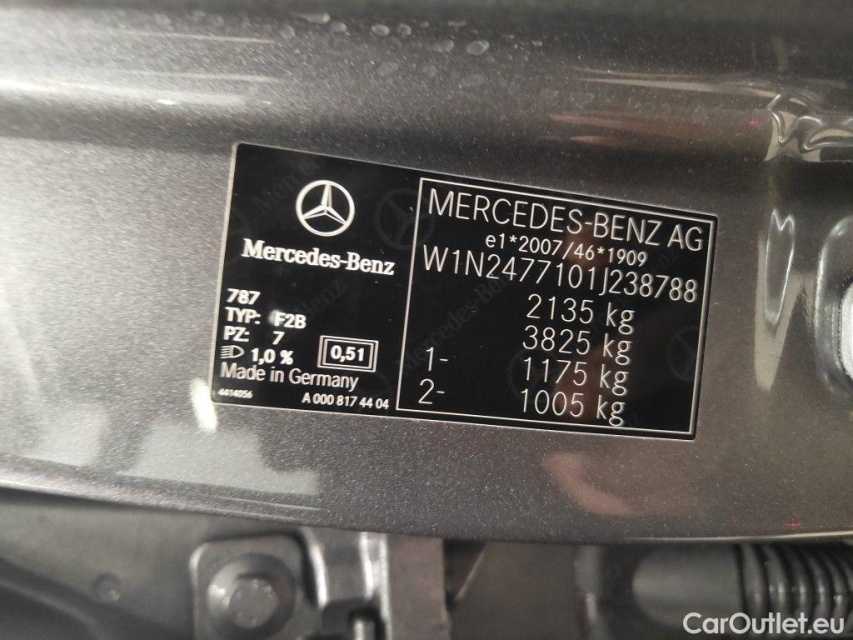 Mercedes-Benz
787
TYP: F2B
PZ: 7
1,0 %
0,51
Made in Germany
4414056
A 000 817 44 04
MERCEDES-BENZ AG
e1*2007/46*1909
W1N2477101J238788
2135 kg
3825 kg
1- 1175 kg
2- 1005 kg
CarOutlet.eu